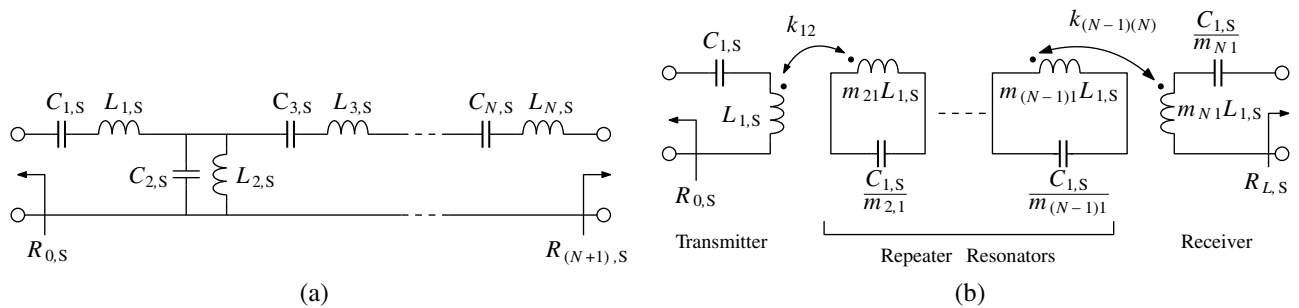 C1,S L1,S C3,S L3,S CN,S LN,S
C2,S L2,S
R0,S R(N+1),S
(a)
k12 k(N−1)(N)
C1,S C1,S/mN1
L1,S m21L1,S m(N−1)1L1,S mN1L1,S
R0,S C1,S/m2,1 C1,S/m(N−1)1 RL,S
Transmitter Repeater Resonators Receiver
(b)